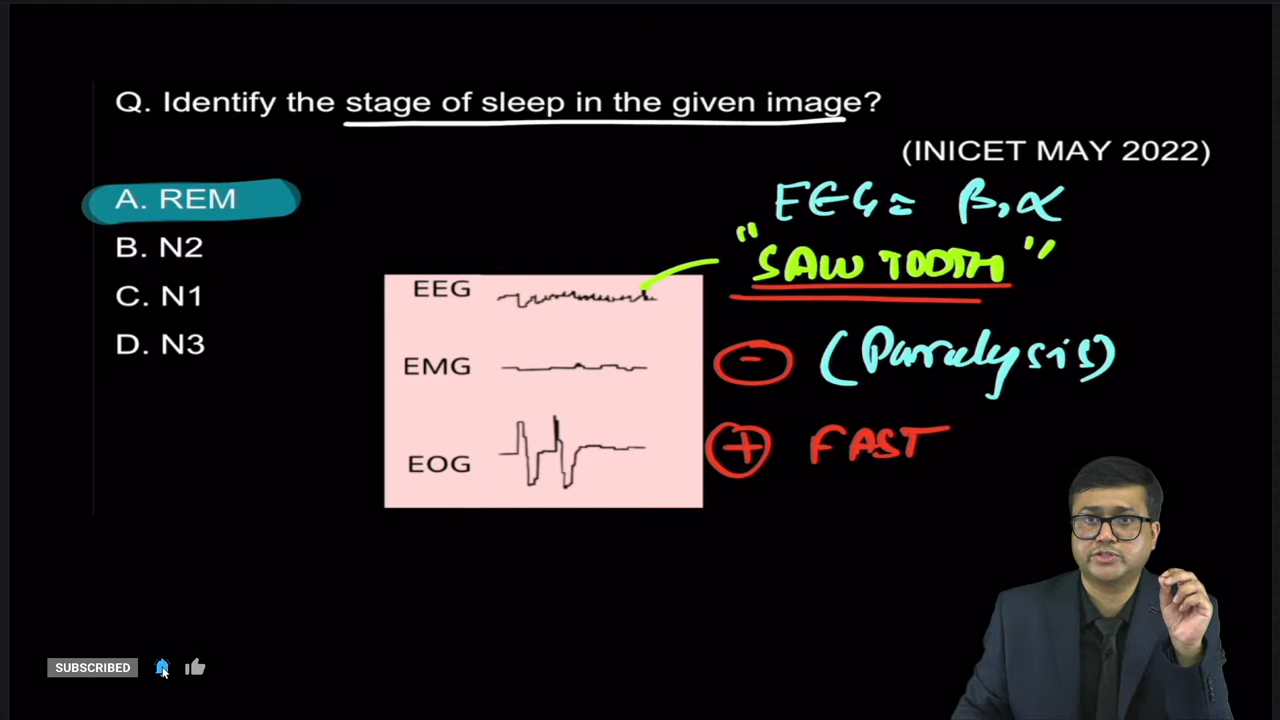 Q. Identify the stage of sleep in the given image?
(INICET MAY 2022)
A. REM
B. N2
C. N1
D. N3
EEG = β, α
"SAW TOOTH"
EEG
EMG
- (Paralysis)
EOG
+ FAST
SUBSCRIBED